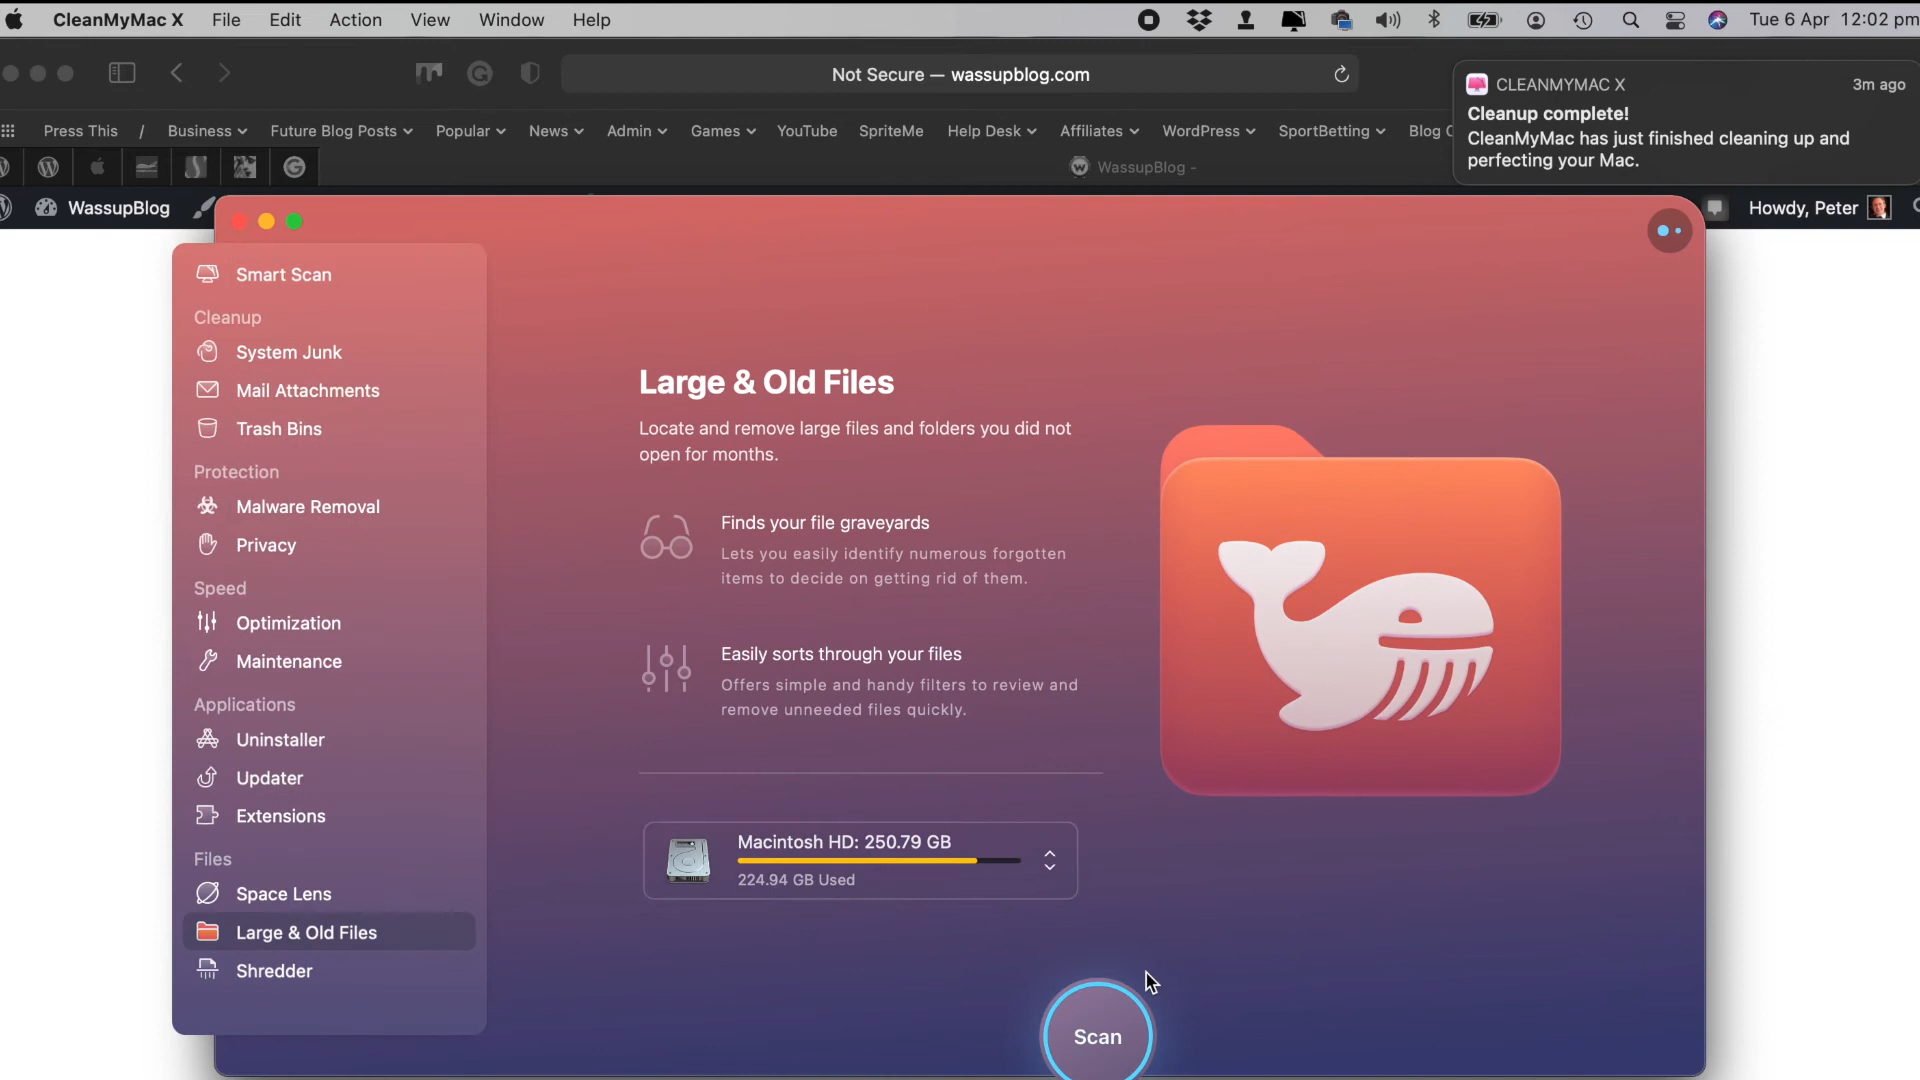 CleanMyMac X File Edit Action View Window Help Tue 6 Apr 12:02 pm
Not Secure — wassupblog.com
CLEANMYMAC X 3m ago
Cleanup complete!
CleanMyMac has just finished cleaning up and
perfecting your Mac.
Press This / Business Future Blog Posts Popular News Admin Games YouTube SpriteMe Help Desk Affiliates WordPress SportBetting Blog
WassupBlog -
WassupBlog
Howdy, Peter
Smart Scan
Cleanup
System Junk
Mail Attachments
Trash Bins
Protection
Malware Removal
Privacy
Speed
Optimization
Maintenance
Applications
Uninstaller
Updater
Extensions
Files
Space Lens
Large & Old Files
Shredder
Large & Old Files
Locate and remove large files and folders you did not
open for months.
Finds your file graveyards
Lets you easily identify numerous forgotten
items to decide on getting rid of them.
Easily sorts through your files
Offers simple and handy filters to review and
remove unneeded files quickly.
Macintosh HD: 250.79 GB
224.94 GB Used
Scan